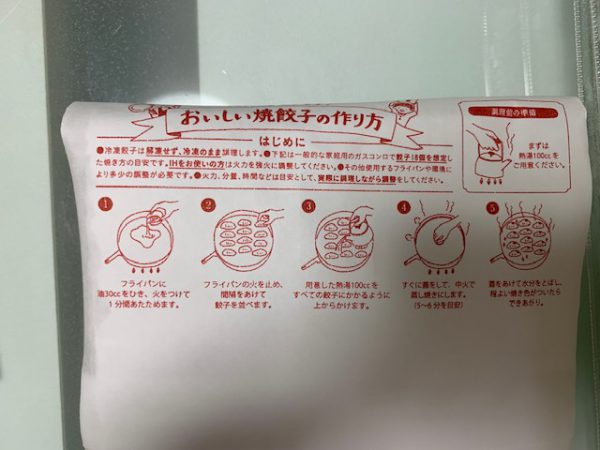 おいしい焼餃子の作り方
はじめに
●冷凍餃子は解凍せず、冷凍のまま調理します。●下記は一般的な家庭用のガスコンロで餃子18個を想定し
た焼き方の目安です。IHをお使いの方は火力を強火に調整してください。●その他使用するフライパンや環境に
より多少の調整が必要です。●火力、分量、時間などは目安として、実際に調理しながら調整をしてください。
調理前の準備
まずは
熱湯100ccを
ご用意ください。
1
フライパンに
油30ccをひき、火をつけて
1分間あたためます。
2
フライパンの火を止め、
間隔をあけて
餃子を並べます。
3
用意した熱湯100ccを
すべての餃子にかかるように
上からかけます。
4
すぐに蓋をして、中火で
蒸し焼きにします。
(5〜6分を目安)
5
蓋をあけて水分をとばし、
程よい焼き色がついたら
できあがり。